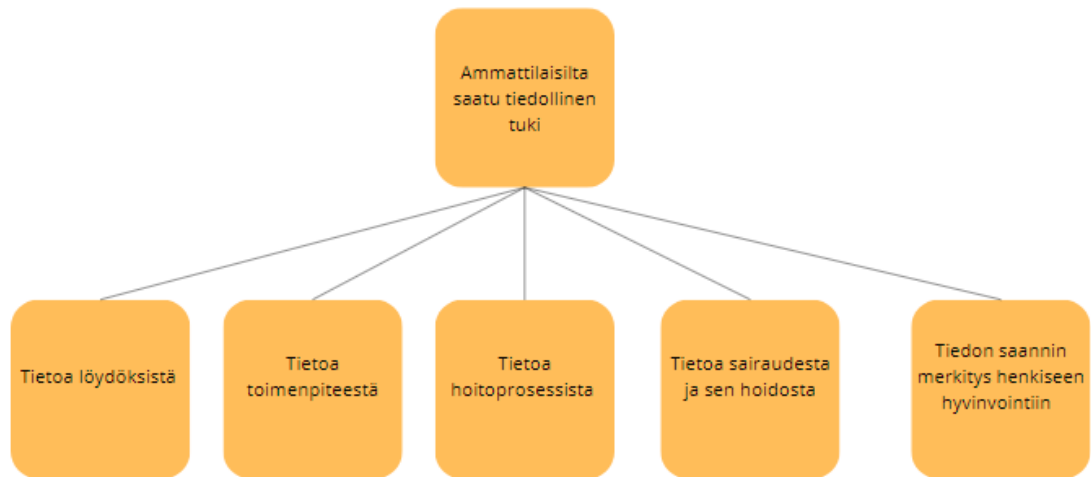 Ammattilaisilta
saatu tiedollinen
tuki
Tietoa löydöksistä
Tietoa
toimenpiteestä
Tietoa
hoitoprosessista
Tietoa sairaudesta
ja sen hoidosta
Tiedon saannin
merkitys henkiseen
hyvinvointiin